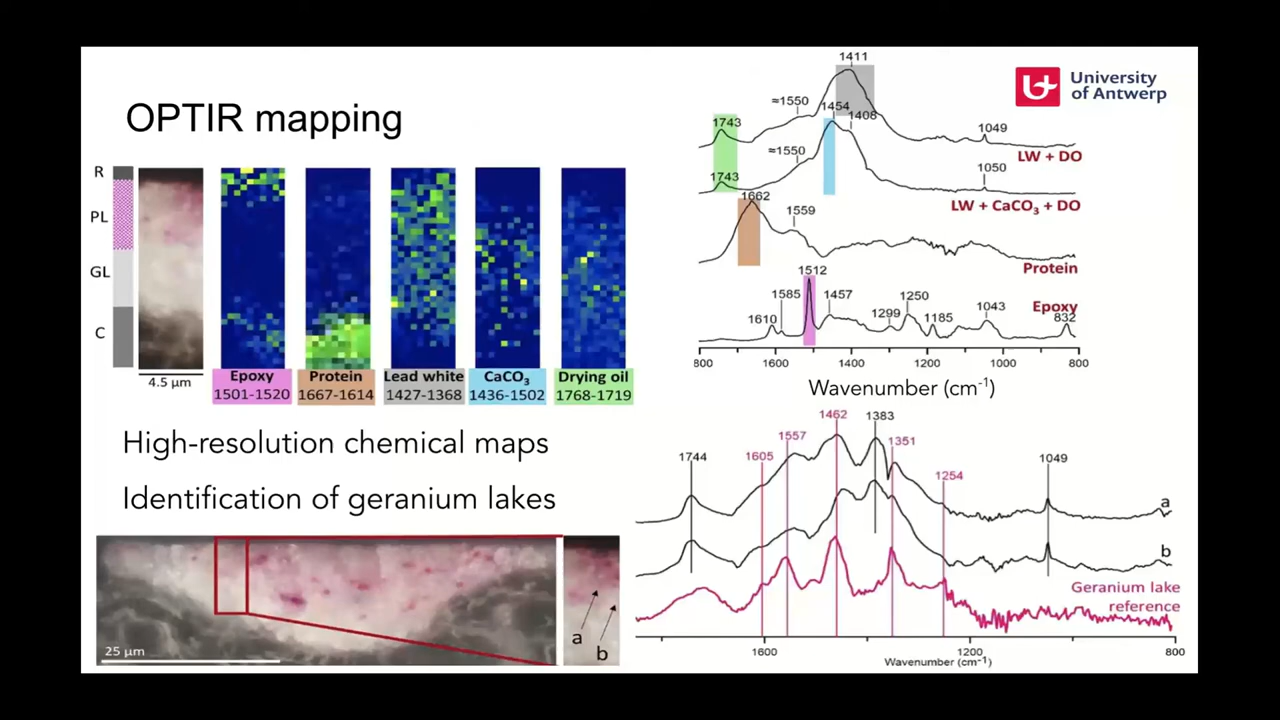 OPTIR mapping
University
of Antwerp
R
PL
GL
C
4.5 µm
Epoxy
1501-1520
Protein
1667-1614
Lead white
1427-1368
CaCO₃
1436-1502
Drying oil
1768-1719
High-resolution chemical maps
Identification of geranium lakes
25 µm
a
b
1411
≈1550
1743
1049
LW + DO
1454
1408
≈1550
1743
1050
LW + CaCO₃ + DO
1662
1559
Protein
1512
1610
1585
1457
1299
1250
1185
1043
Epoxy
832
800
1600
1400
1200
1000
800
Wavenumber (cm⁻¹)
1744
1605
1557
1462
1383
1351
1254
1049
a
b
Geranium lake
reference
1600
1200
800
Wavenumber (cm⁻¹)